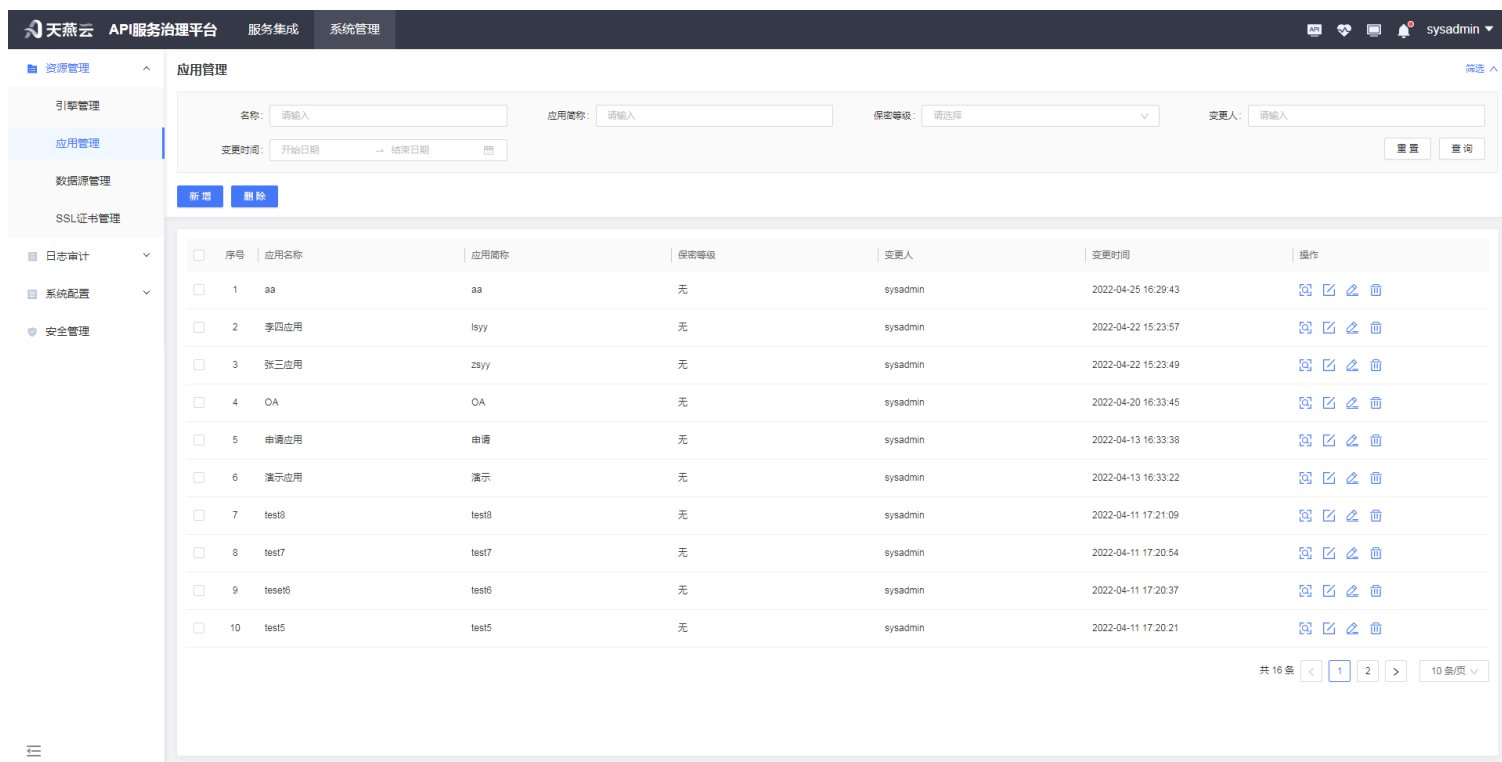 天燕云 API服务治理平台 服务集成 系统管理 API sysadmin
资源管理
引擎管理
应用管理
数据源管理
SSL证书管理
日志审计
系统配置
安全管理
应用管理 筛选
名称: 请输入 应用简称: 请输入 保密等级: 请选择 变更人: 请输入
变更时间: 开始日期 → 结束日期 重置 查询
新增 删除
序号 应用名称 应用简称 保密等级 变更人 变更时间 操作
1 aa aa 无 sysadmin 2022-04-25 16:29:43
2 李四应用 lsyy 无 sysadmin 2022-04-22 15:23:57
3 张三应用 zsyy 无 sysadmin 2022-04-22 15:23:49
4 OA OA 无 sysadmin 2022-04-20 16:33:45
5 申请应用 申请 无 sysadmin 2022-04-13 16:33:38
6 演示应用 演示 无 sysadmin 2022-04-13 16:33:22
7 test8 test8 无 sysadmin 2022-04-11 17:21:09
8 test7 test7 无 sysadmin 2022-04-11 17:20:54
9 teset6 test6 无 sysadmin 2022-04-11 17:20:37
10 test5 test5 无 sysadmin 2022-04-11 17:20:21
共 16 条 < 1 2 > 10 条/页